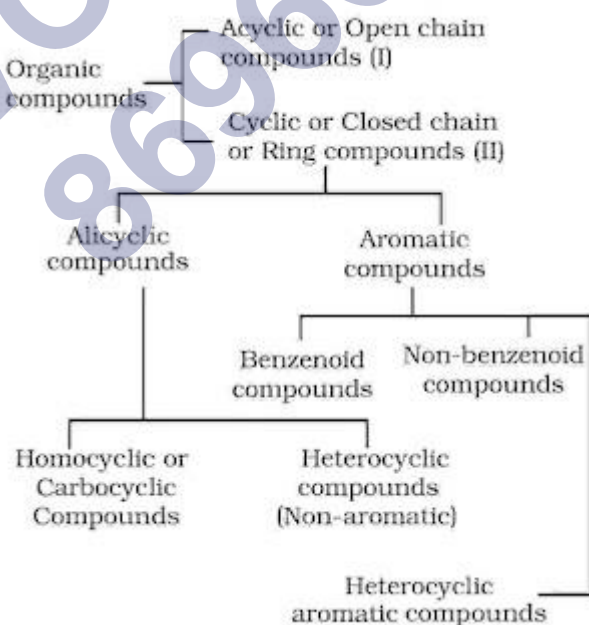 Acyclic or Open chain
compounds (I)
Organic
compounds
Cyclic or Closed chain
or Ring compounds (II)
Alicyclic
compounds
Aromatic
compounds
Benzenoid
compounds
Non-benzenoid
compounds
Homocyclic or
Carbocyclic
Compounds
Heterocyclic
compounds
(Non-aromatic)
Heterocyclic
aromatic compounds